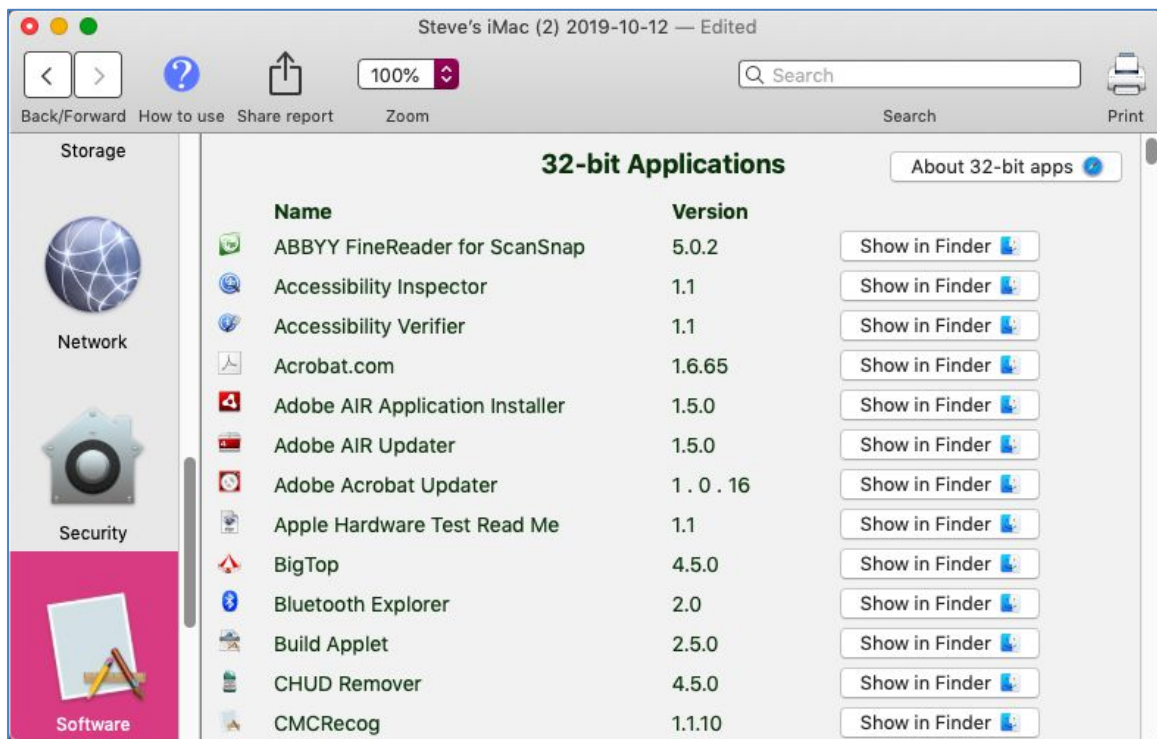 Steve's iMac (2) 2019-10-12 — Edited
100% Search
Back/Forward How to use Share report Zoom Search Print
Storage
Network
Security
Software
32-bit Applications About 32-bit apps
Name Version
ABBYY FineReader for ScanSnap 5.0.2 Show in Finder
Accessibility Inspector 1.1 Show in Finder
Accessibility Verifier 1.1 Show in Finder
Acrobat.com 1.6.65 Show in Finder
Adobe AIR Application Installer 1.5.0 Show in Finder
Adobe AIR Updater 1.5.0 Show in Finder
Adobe Acrobat Updater 1 . 0 . 16 Show in Finder
Apple Hardware Test Read Me 1.1 Show in Finder
BigTop 4.5.0 Show in Finder
Bluetooth Explorer 2.0 Show in Finder
Build Applet 2.5.0 Show in Finder
CHUD Remover 4.5.0 Show in Finder
CMCRecog 1.1.10 Show in Finder